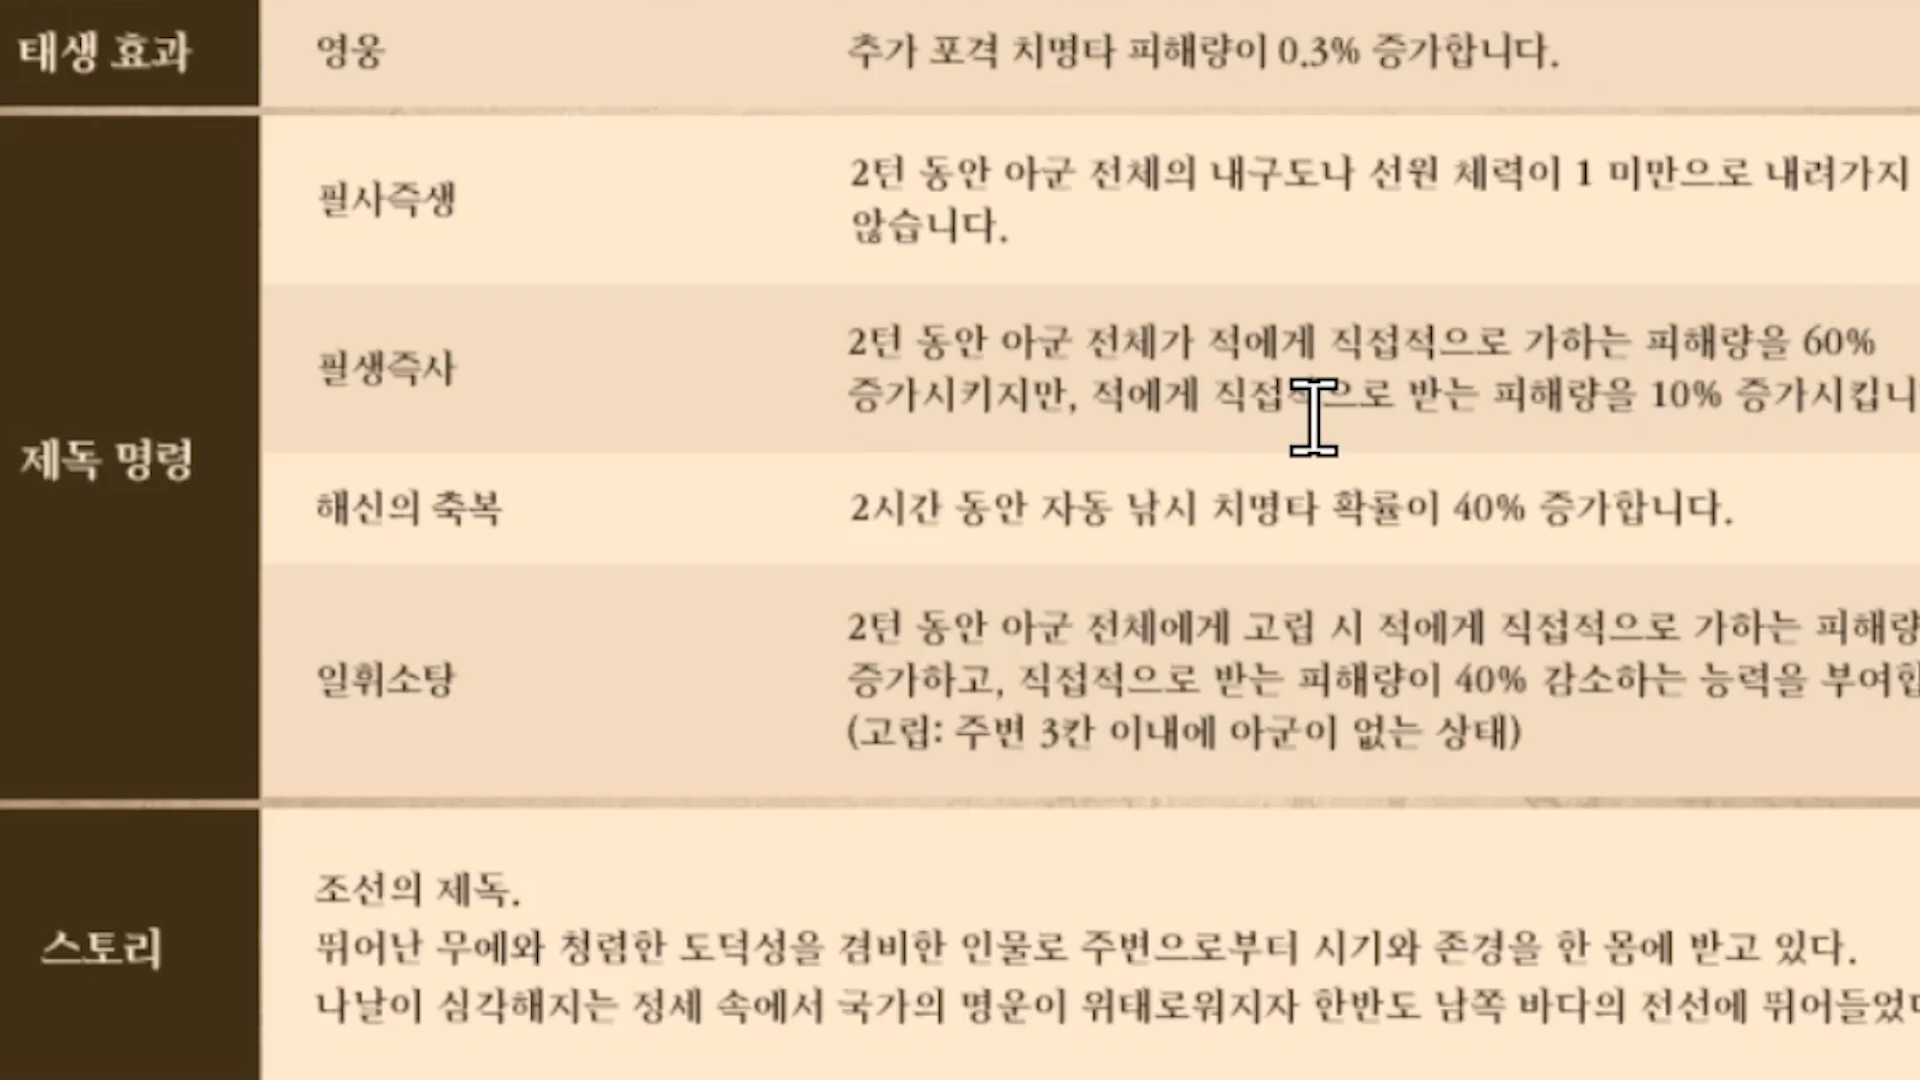 태생 효과
영웅
추가 포격 치명타 피해량이 0.3% 증가합니다.
제독 명령
필사즉생
2턴 동안 아군 전체의 내구도나 선원 체력이 1 미만으로 내려가지
않습니다.
필생즉사
2턴 동안 아군 전체가 적에게 직접적으로 가하는 피해량을 60%
증가시키지만, 적에게 직접적으로 받는 피해량을 10% 증가시킵니
해신의 축복
2시간 동안 자동 낚시 치명타 확률이 40% 증가합니다.
일휘소탕
2턴 동안 아군 전체에게 고립 시 적에게 직접적으로 가하는 피해량
증가하고, 직접적으로 받는 피해량이 40% 감소하는 능력을
(고립: 주변 3칸 이내에 아군이 없는 상태)
스토리
조선의 제독.
뛰어난 무예와 청렴한 도덕성을 겸비한 인물로 주변으로부터 시기와 존경을 한 몸에 받고 있다.
나날이 심각해지는 정세 속에서 국가의 명운이 위태로워지자 한반도 남쪽 바다의 전선에 뛰어들었